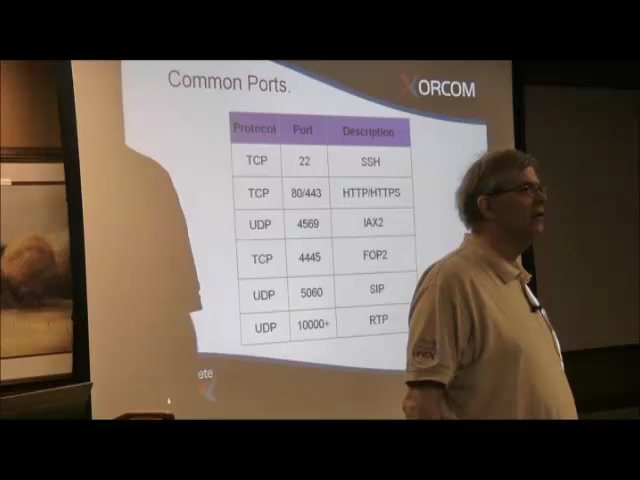 Common Ports.
XORCOM
Protocol Port Description
TCP 22 SSH
TCP 80/443 HTTP/HTTPS
UDP 4569 IAX2
TCP 4445 FOP2
UDP 5060 SIP
UDP 10000+ RTP
ete